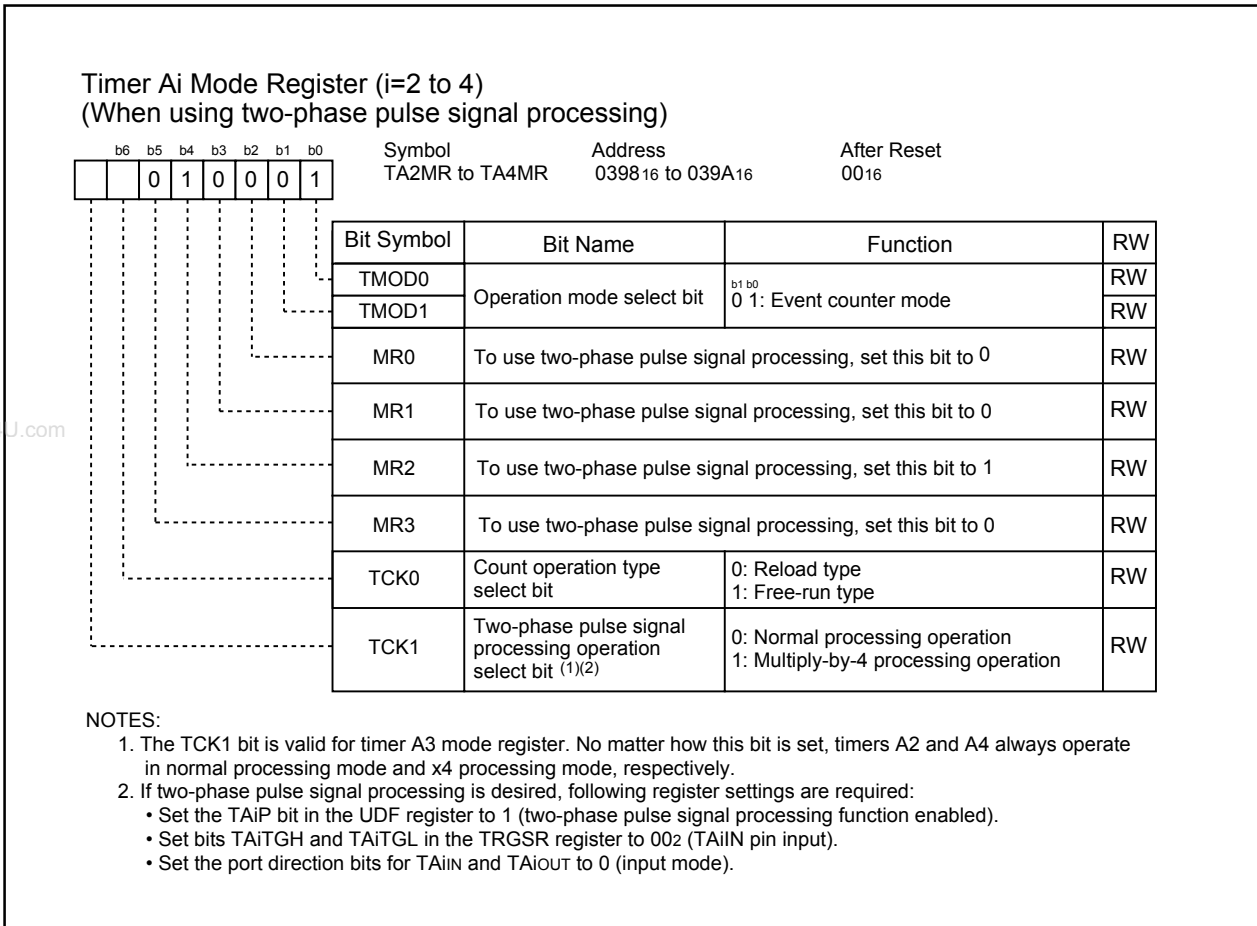 Timer Ai Mode Register (i=2 to 4)
(When using two-phase pulse signal processing)
b6 b5 b4 b3 b2 b1 b0
0 1 0 0 0 1
Symbol Address After Reset
TA2MR to TA4MR 039816 to 039A16 0016
Bit Symbol Bit Name Function RW
TMOD0 Operation mode select bit b1 b0 RW
TMOD1 0 1: Event counter mode RW
MR0 To use two-phase pulse signal processing, set this bit to 0 RW
MR1 To use two-phase pulse signal processing, set this bit to 0 RW
U.com
MR2 To use two-phase pulse signal processing, set this bit to 1 RW
MR3 To use two-phase pulse signal processing, set this bit to 0 RW
TCK0 Count operation type 0: Reload type RW
select bit 1: Free-run type
TCK1 Two-phase pulse signal 0: Normal processing operation RW
processing operation 1: Multiply-by-4 processing operation
select bit (1)(2)
NOTES:
1. The TCK1 bit is valid for timer A3 mode register. No matter how this bit is set, timers A2 and A4 always operate
in normal processing mode and x4 processing mode, respectively.
2. If two-phase pulse signal processing is desired, following register settings are required:
• Set the TAiP bit in the UDF register to 1 (two-phase pulse signal processing function enabled).
• Set bits TAiTGH and TAiTGL in the TRGSR register to 002 (TAiIN pin input).
• Set the port direction bits for TAiIN and TAiOUT to 0 (input mode).